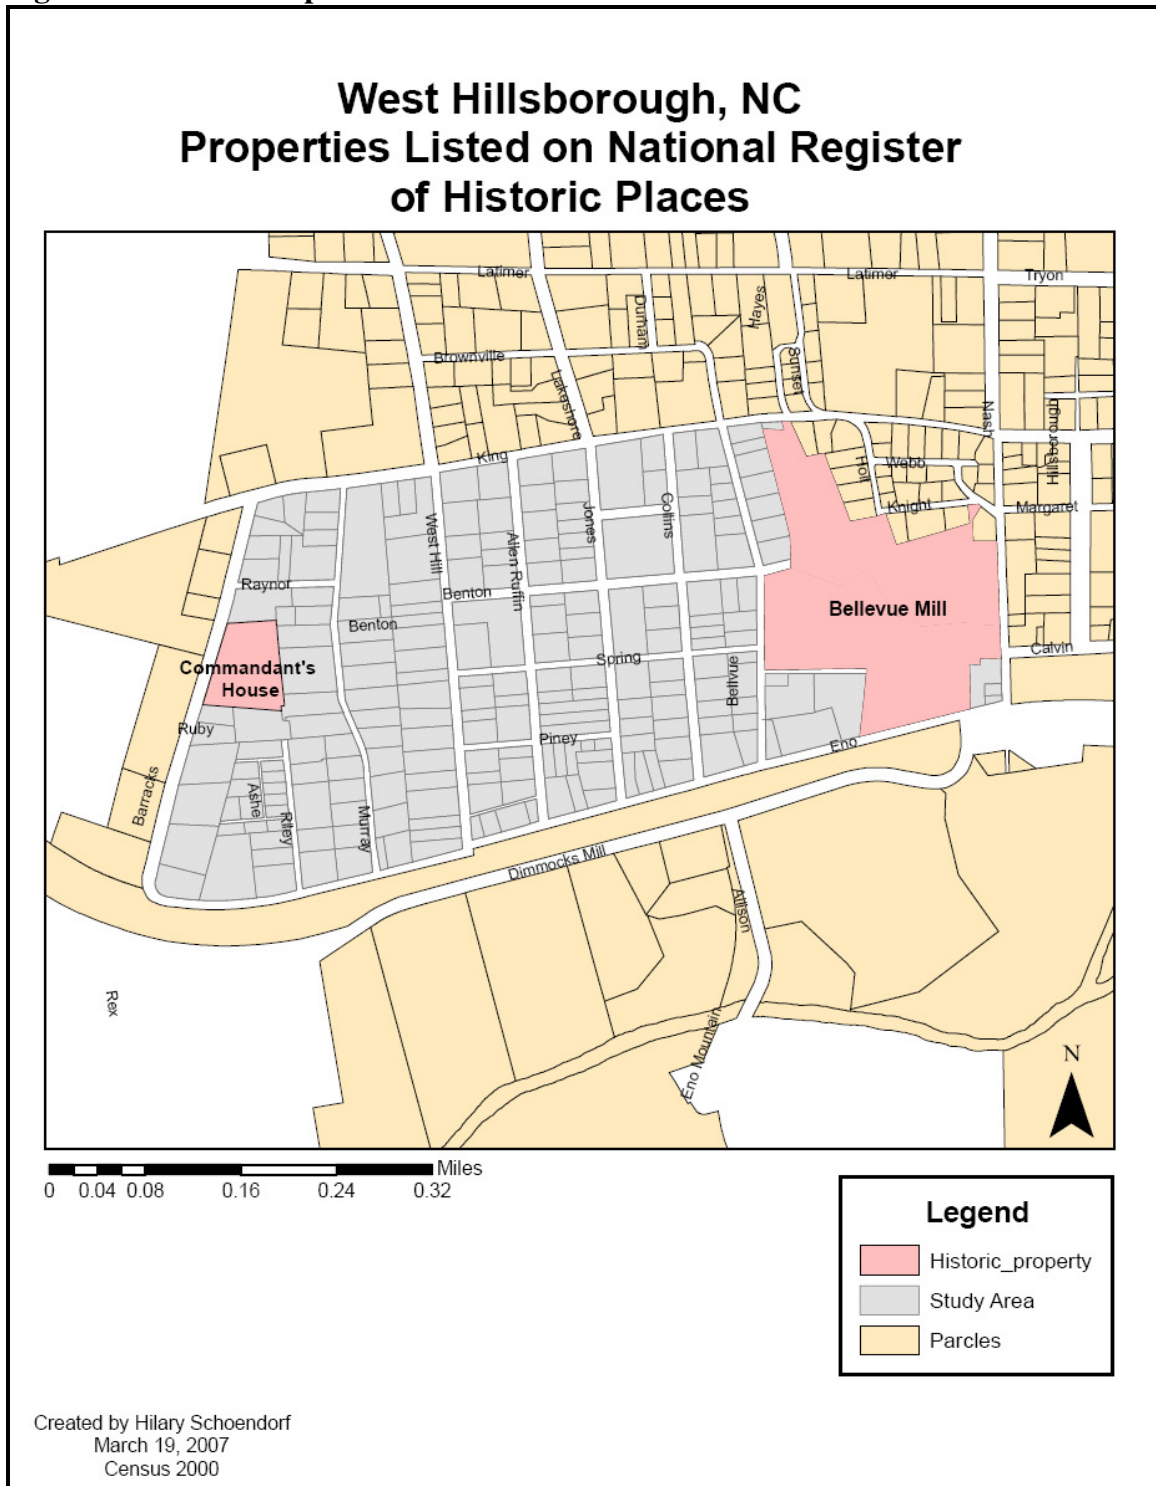 West Hillsborough, NC
Properties Listed on National Register
of Historic Places
Latimer
Latimer
Tryon
Durham
Hayes
Brownville
Sunset
Lakeshore
Nash
Hillsborough
King
Holt
Webb
Knight
Margaret
West Hill
Allen Ruffin
Jones
Collins
Raynor
Benton
Benton
Bellevue Mill
Commandant's
House
Spring
Bellvue
Calvin
Ruby
Piney
Eno
Barracks
Ashe
Riley
Murray
Dimmocks Mill
Allison
Rex
Eno Mountain
N
Miles
0 0.04 0.08 0.16 0.24 0.32
Legend
Historic_property
Study Area
Parcles
Created by Hilary Schoendorf
March 19, 2007
Census 2000